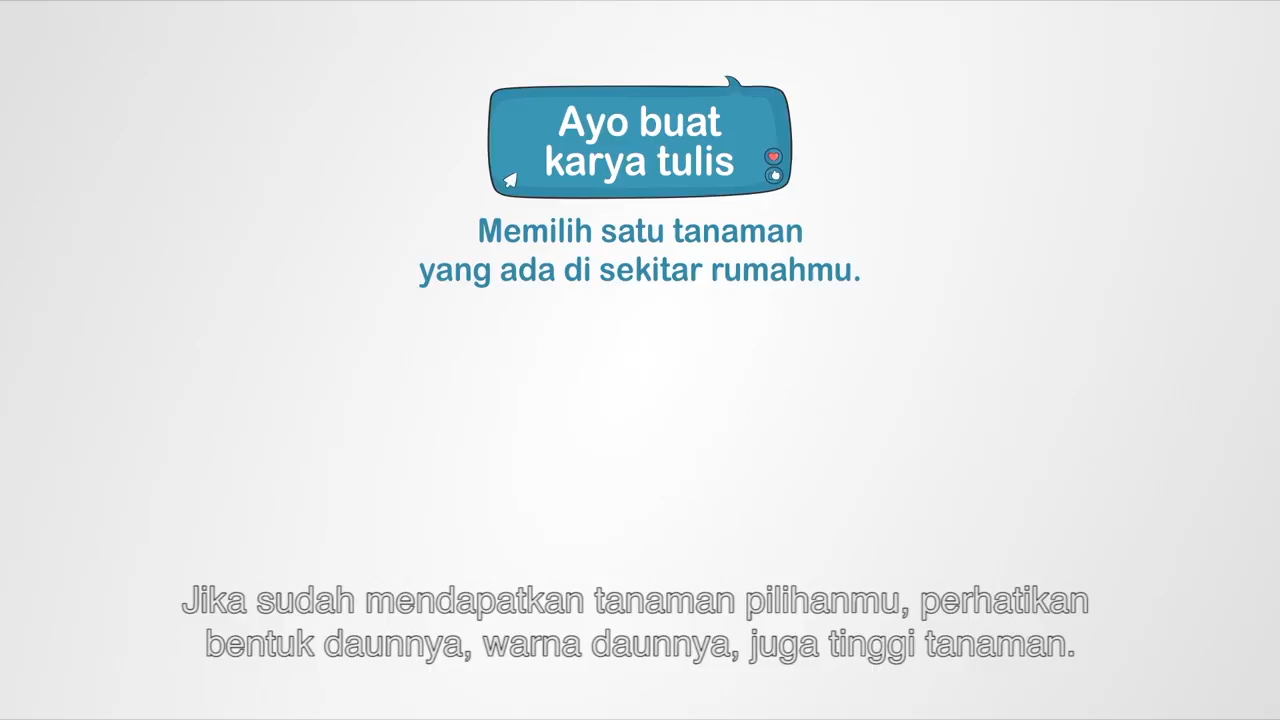 Ayo buat
karya tulis
Memilih satu tanaman
yang ada di sekitar rumahmu.
Jika sudah mendapatkan tanaman pilihanmu, perhatikan
bentuk daunnya, warna daunnya, juga tinggi tanaman.